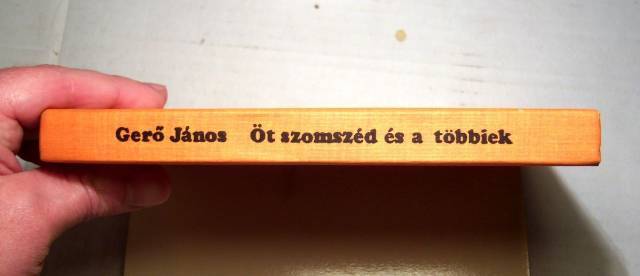 Gerő János Öt szomszéd és a többiek